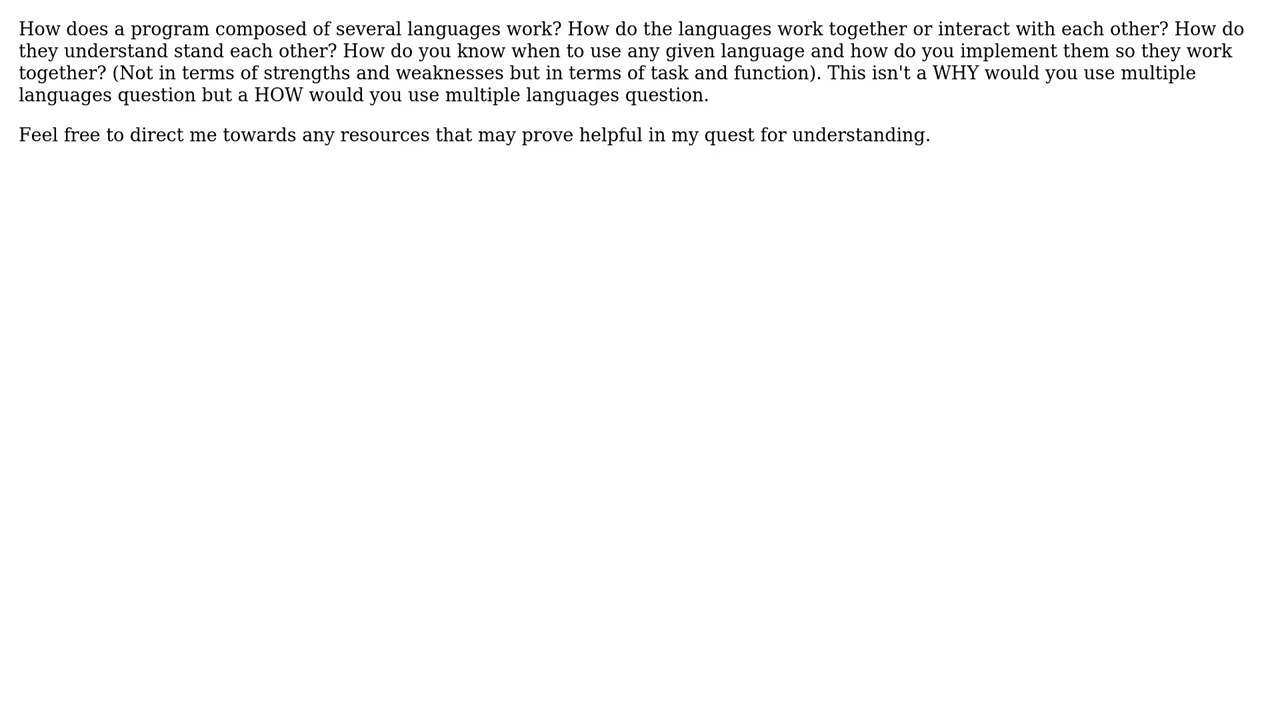 How does a program composed of several languages work? How do the languages work together or interact with each other? How do
they understand stand each other? How do you know when to use any given language and how do you implement them so they work
together? (Not in terms of strengths and weaknesses but in terms of task and function). This isn't a WHY would you use multiple
languages question but a HOW would you use multiple languages question.
Feel free to direct me towards any resources that may prove helpful in my quest for understanding.